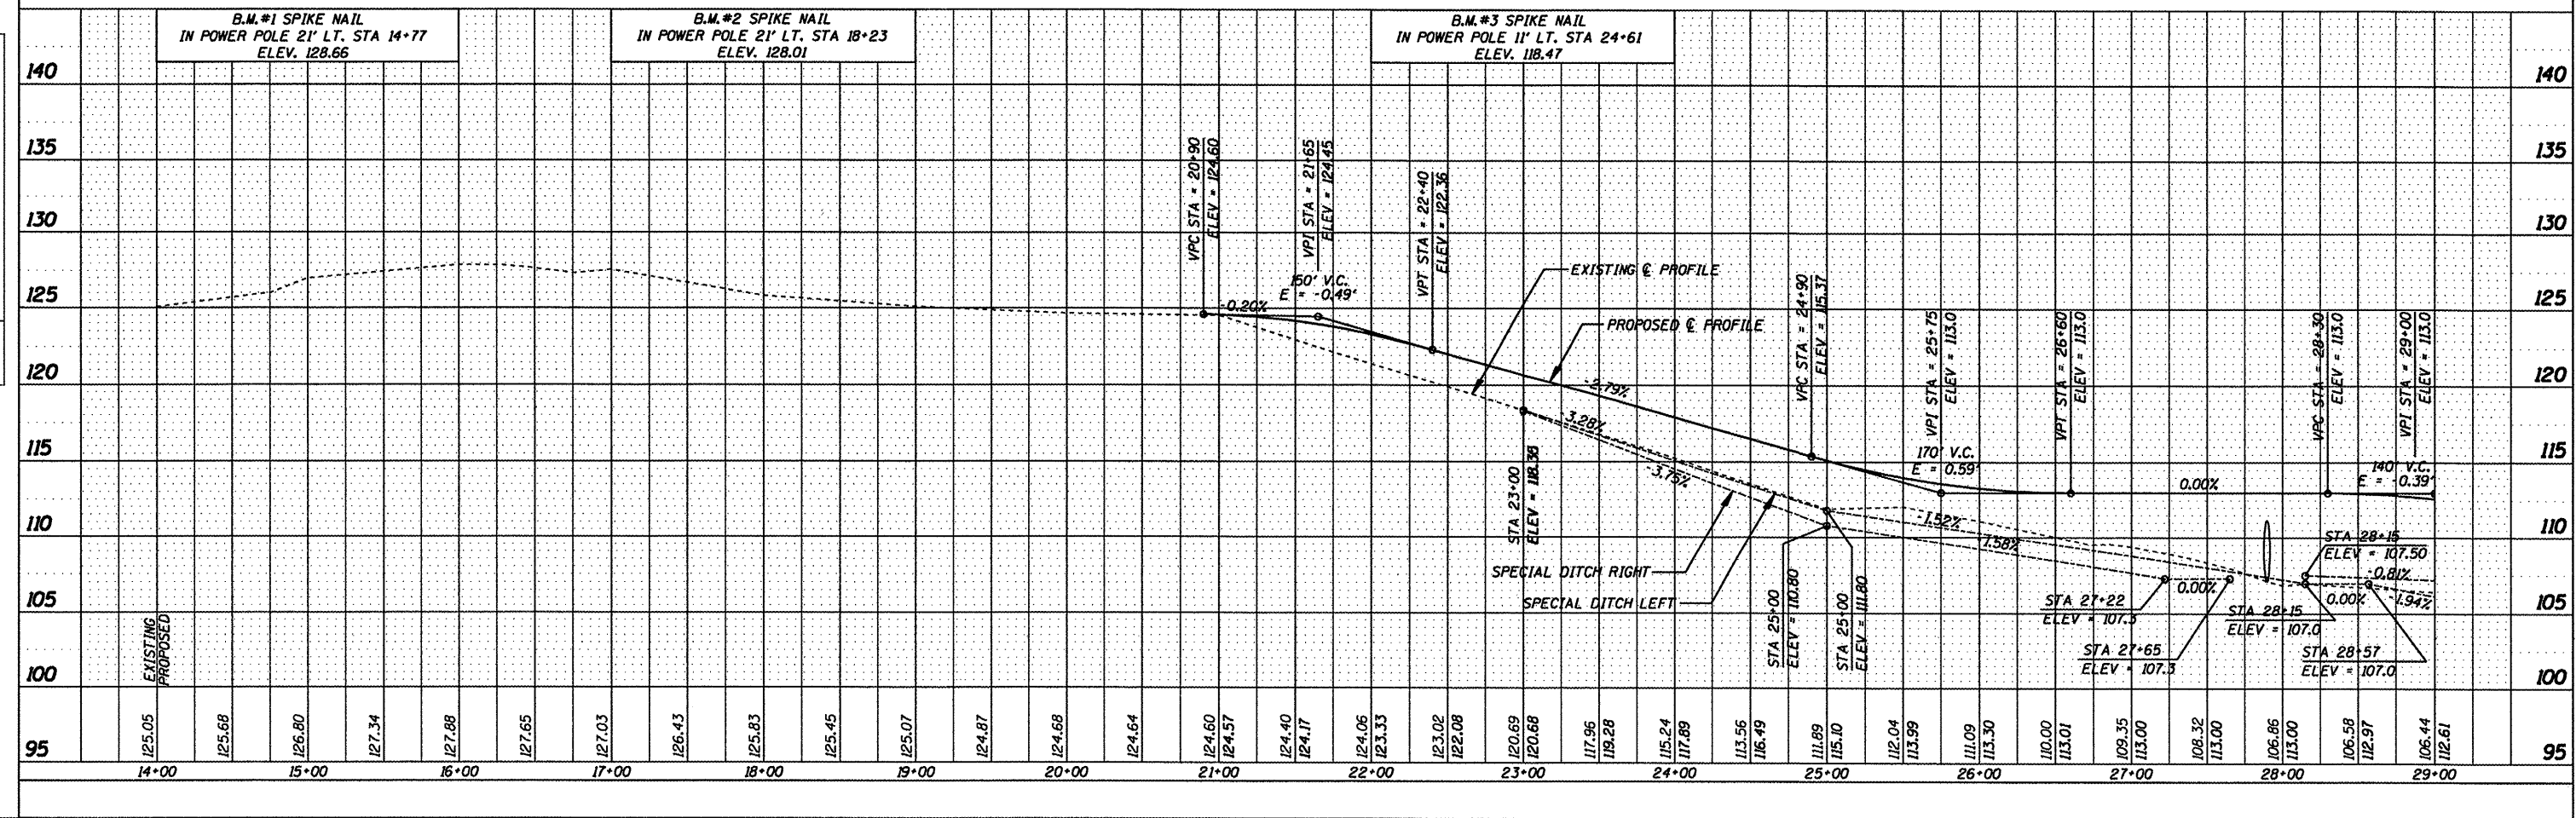 B.M.#1 SPIKE NAIL
IN POWER POLE 21' LT. STA 14+77
ELEV. 128.66
B.M.#2 SPIKE NAIL
IN POWER POLE 21' LT. STA 18+23
ELEV. 128.01
B.M.#3 SPIKE NAIL
IN POWER POLE 11' LT. STA 24+61
ELEV. 118.47
140
140
135
135
130
130
125
125
120
120
115
115
110
110
105
105
100
100
95
95
VPC STA = 20+90
ELEV = 124.60
VPI STA = 21+65
ELEV = 124.45
150' V.C.
E = -0.49'
-0.20%
VPT STA = 22+40
ELEV = 122.36
EXISTING ℄ PROFILE
PROPOSED ℄ PROFILE
-2.79%
VPC STA = 24+90
ELEV = 115.37
VPI STA = 25+75
ELEV = 113.0
170' V.C.
E = 0.59'
VPT STA = 26+60
ELEV = 113.0
0.00%
VPC STA = 28+30
ELEV = 113.0
VPI STA = 29+00
ELEV = 113.0
140' V.C.
E = -0.39'
-3.28%
-3.75%
STA 23+00
ELEV = 118.36
SPECIAL DITCH RIGHT
SPECIAL DITCH LEFT
STA 25+00
ELEV = 110.80
STA 25+00
ELEV = 111.80
-1.52%
1.58%
STA 27+22
ELEV = 107.3
0.00%
STA 27+65
ELEV = 107.3
STA 28+15
ELEV = 107.50
-0.81%
STA 28+15
ELEV = 107.0
0.00%
-1.94%
STA 28+57
ELEV = 107.0
EXISTING
PROPOSED
125.05
125.68
126.80
127.34
127.88
127.65
127.03
126.43
125.83
125.45
125.07
124.87
124.68
124.64
124.60
124.57
124.40
124.17
124.06
123.33
123.02
122.08
120.69
120.68
117.96
119.28
115.24
117.89
113.56
116.49
111.89
115.10
112.04
113.99
111.09
113.30
110.00
113.01
109.35
113.00
108.32
113.00
106.86
113.00
106.58
112.97
106.44
112.61
14+00
15+00
16+00
17+00
18+00
19+00
20+00
21+00
22+00
23+00
24+00
25+00
26+00
27+00
28+00
29+00